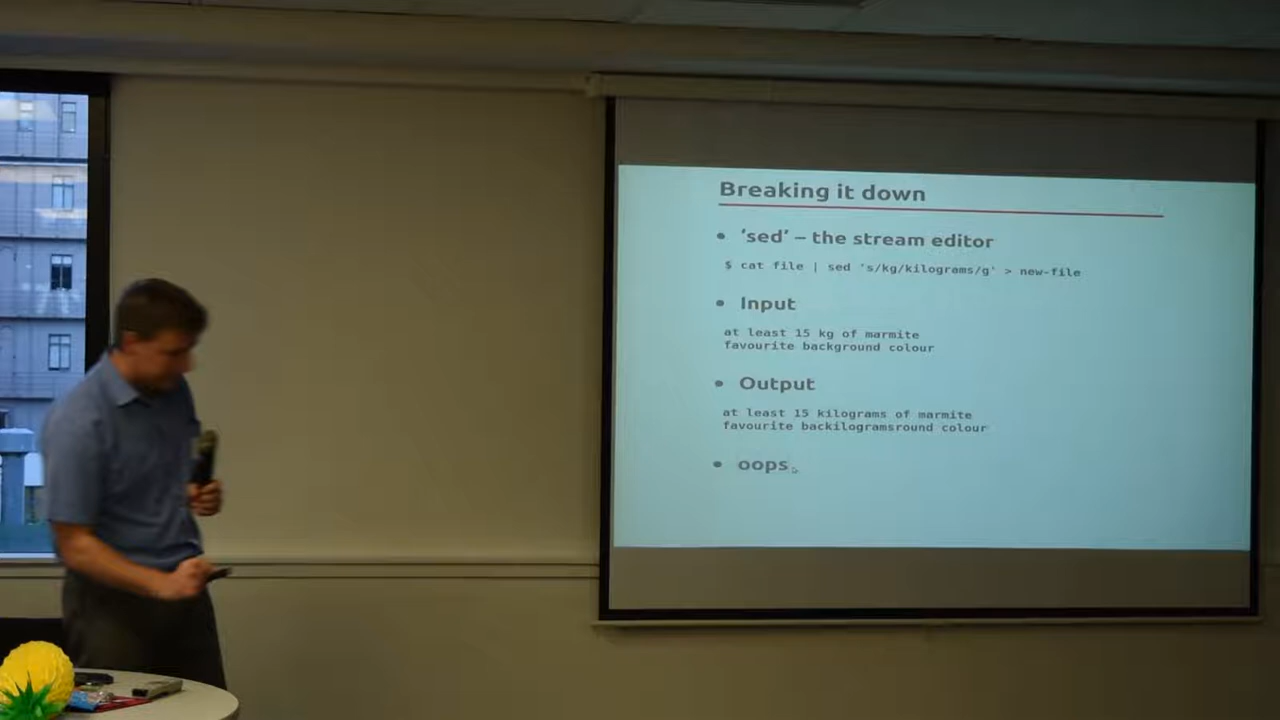 Breaking it down
• ‘sed’ – the stream editor
$ cat file | sed 's/kg/kilograms/g' > new-file
• Input
at least 15 kg of marmite
favourite background colour
• Output
at least 15 kilograms of marmite
favourite backilogramsround colour
• oops